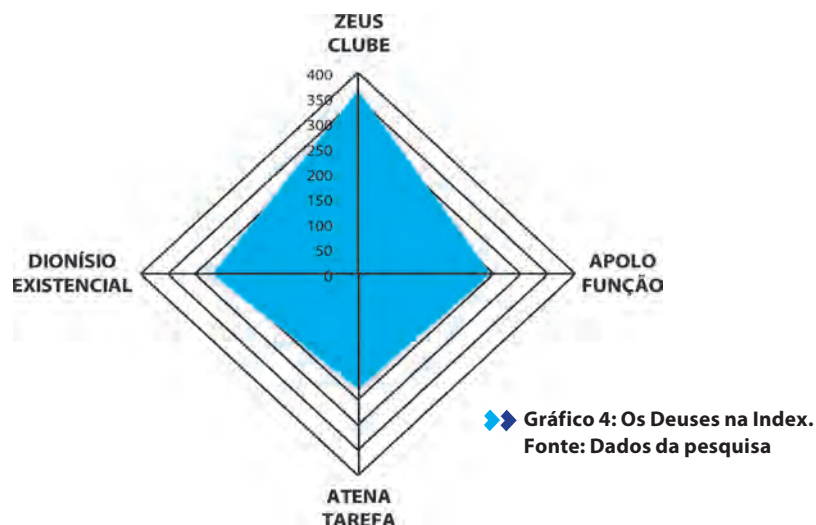 ZEUS
CLUBE
400
350
300
250
200
150
100
50
0
DIONÍSIO
EXISTENCIAL
APOLO
FUNÇÃO
Gráfico 4: Os Deuses na Index.
Fonte: Dados da pesquisa
ATENA
TAREFA